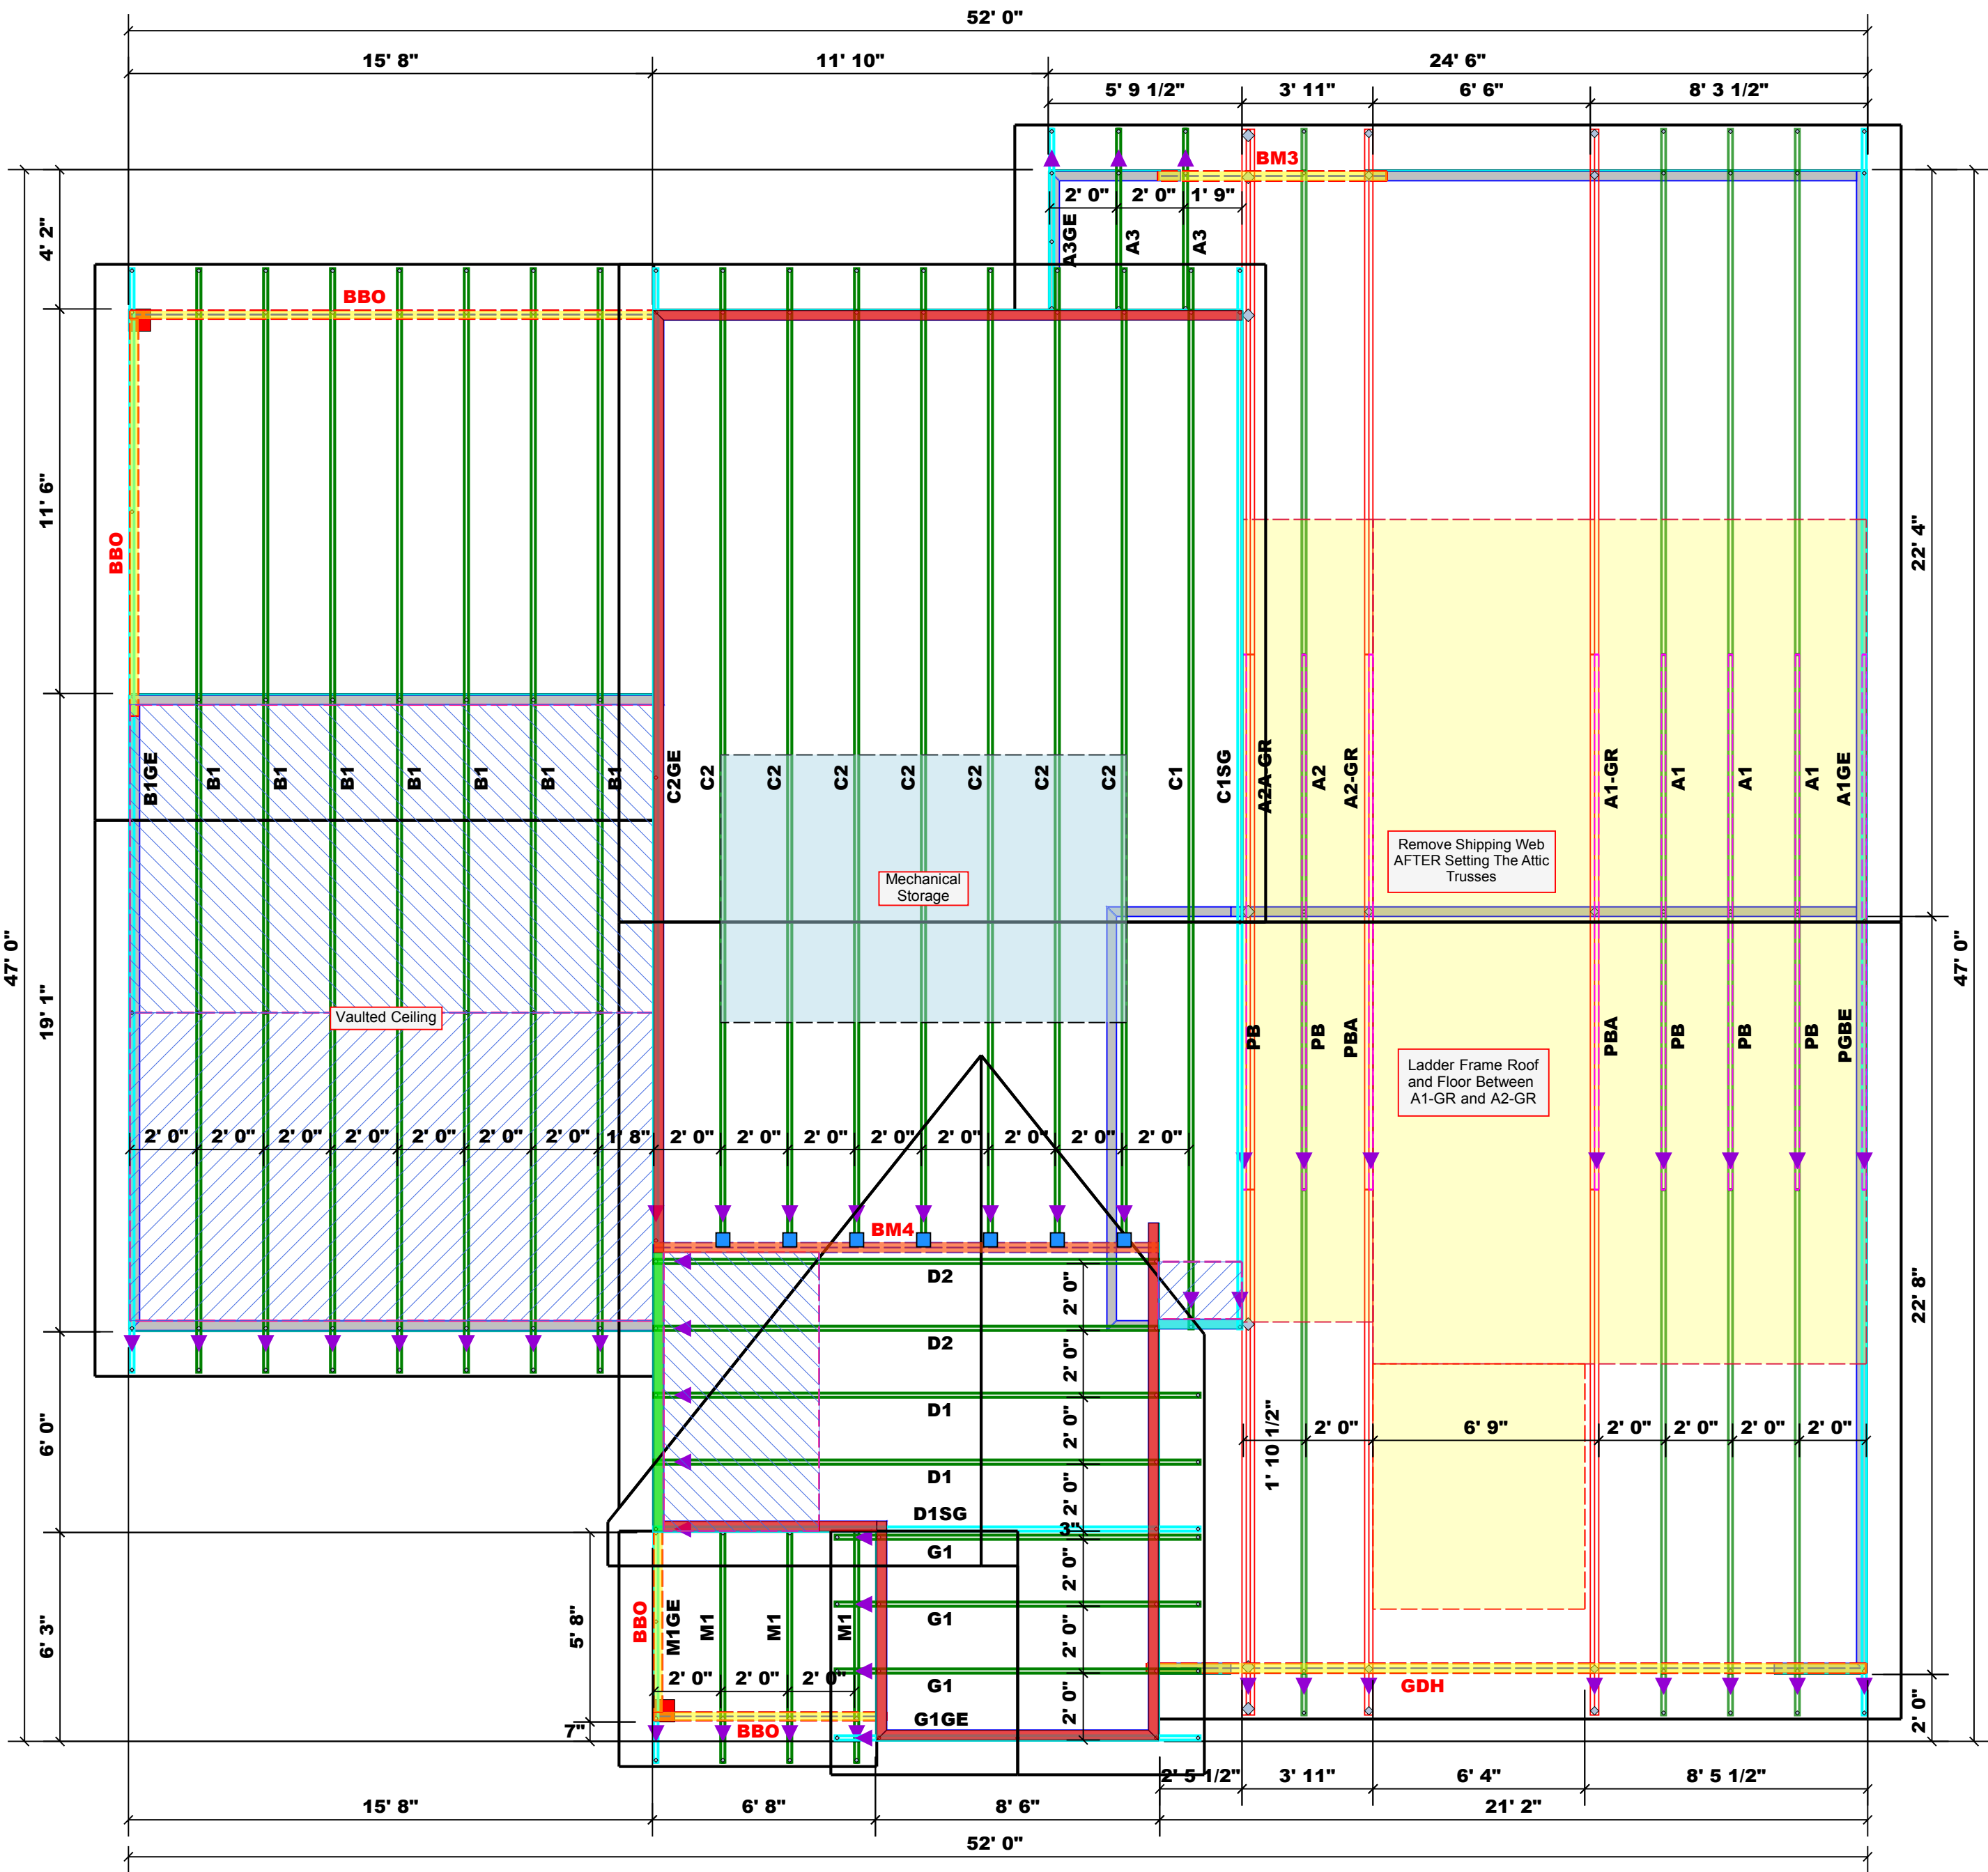 52' 0"
15' 8"
11' 10"
24' 6"
5' 9 1/2"
3' 11"
6' 6"
8' 3 1/2"
BM3
2' 0"
2' 0"
1' 9"
A3GE
A3
A3
4' 2"
BBO
11' 6"
BBO
22' 4"
47' 0"
47' 0"
B1GE
B1
B1
B1
B1
B1
B1
B1
C2GE
C2
C2
C2
C2
C2
C2
C2
C1
C1SG
A2A-GR
A2
A2-GR
A1-GR
A1
A1
A1
A1GE
Remove Shipping Web
AFTER Setting The Attic
Trusses
Mechanical
Storage
19' 1"
Vaulted Ceiling
PB
PB
PBA
PBA
PB
PB
PB
PGBE
Ladder Frame Roof
and Floor Between
A1-GR and A2-GR
2' 0"
2' 0"
2' 0"
2' 0"
2' 0"
2' 0"
2' 0"
1' 8"
2' 0"
2' 0"
2' 0"
2' 0"
2' 0"
2' 0"
2' 0"
2' 0"
BM4
D2
2' 0"
D2
2' 0"
22' 8"
D1
2' 0"
6' 0"
1' 10 1/2"
2' 0"
6' 9"
2' 0"
2' 0"
2' 0"
2' 0"
D1
2' 0"
D1SG
3"
G1
2' 0"
G1
2' 0"
BBO
M1GE
M1
M1
M1
5' 8"
6' 3"
2' 0"
2' 0"
2' 0"
G1
2' 0"
GDH
G1GE
BBO
7"
2' 0"
2' 5 1/2"
3' 11"
6' 4"
8' 5 1/2"
15' 8"
6' 8"
8' 6"
21' 2"
52' 0"